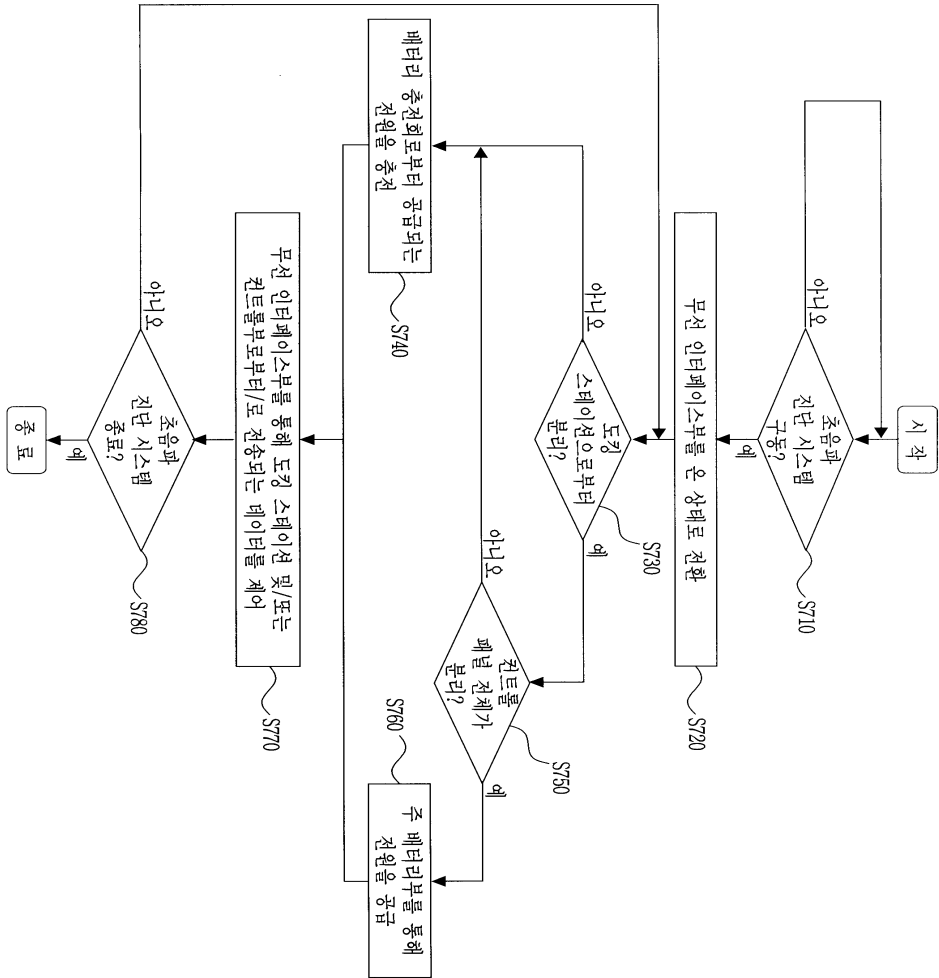 시 작
초음파
진단 시스템
구동?
S710
아니오
예
무선 인터페이스부를 온 상태로 전환
S720
도킹
스테이션으로부터
분리?
S730
아니오
예
배터리 충전회로부터 공급되는
전원을 충전
S740
컨트롤
패널 전체가
분리?
S750
아니오
예
주 배터리부를 통해
전원을 공급
S760
무선 인터페이스부를 통해 도킹 스테이션 및/또는
컨트롤부로부터/로 전송되는 데이터를 제어
S770
초음파
진단 시스템
종료?
S780
아니오
예
종 료